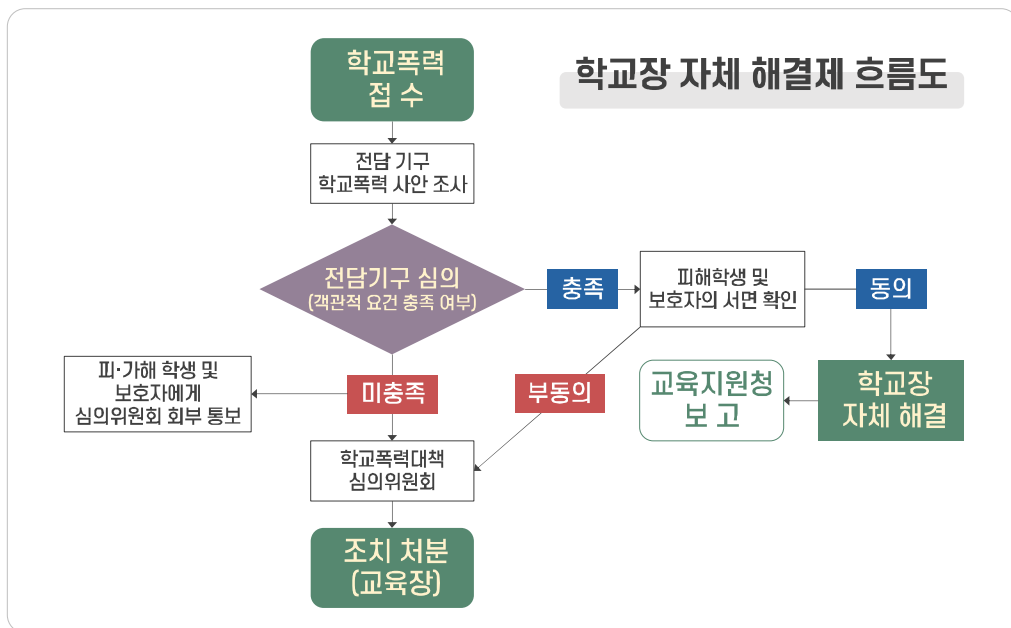 학교장 자체 해결제 흐름도
학교폭력
접 수
전담 기구
학교폭력 사안 조사
전담기구 심의
(객관적 요건 충족 여부)
충족
피해학생 및
보호자의 서면 확인
동의
피·가해 학생 및
보호자에게
심의위원회 회부 통보
미충족
부동의
교육지원청
보 고
학교장
자체 해결
학교폭력대책
심의위원회
조치 처분
(교육장)